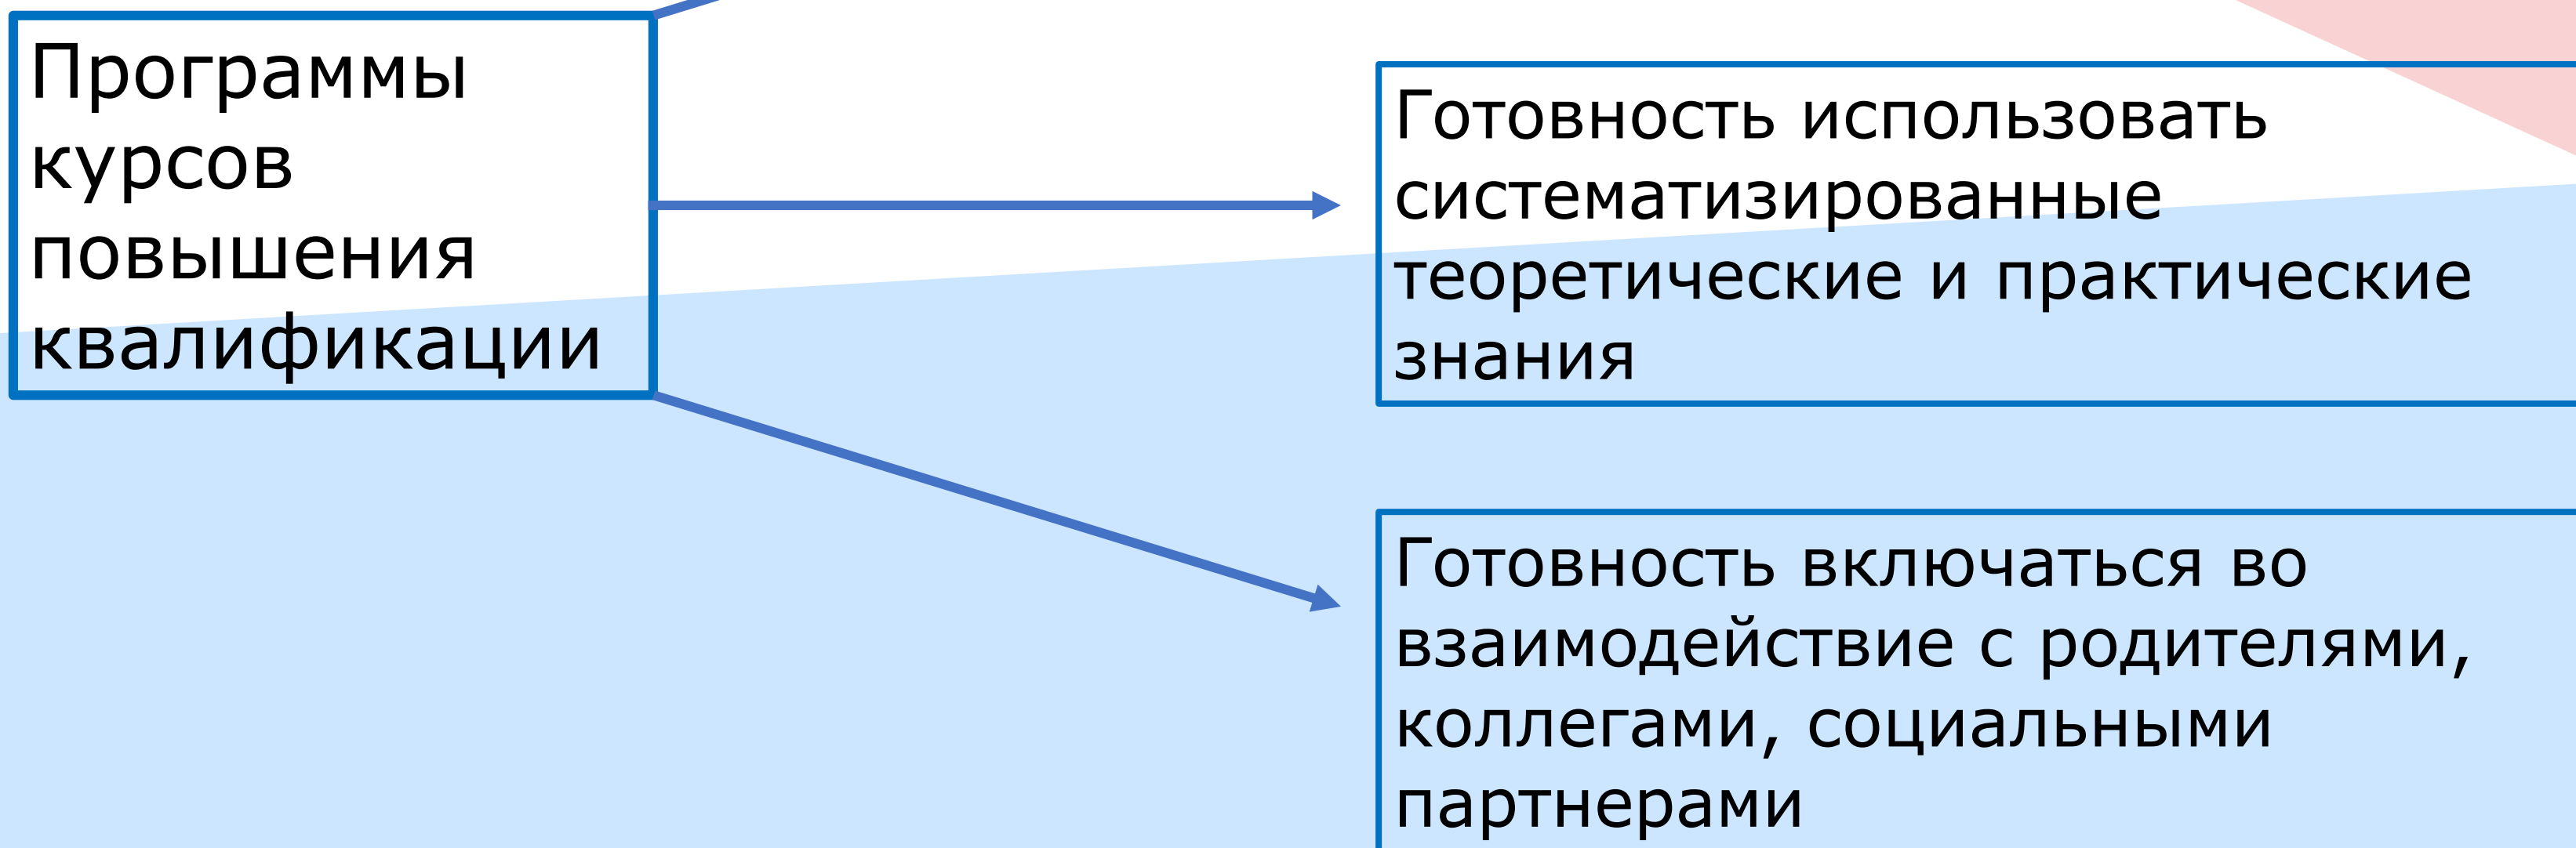 Программы
курсов
повышения
квалификации
Готовность использовать
систематизированные
теоретические и практические
знания
Готовность включаться во
взаимодействие с родителями,
коллегами, социальными
партнерами